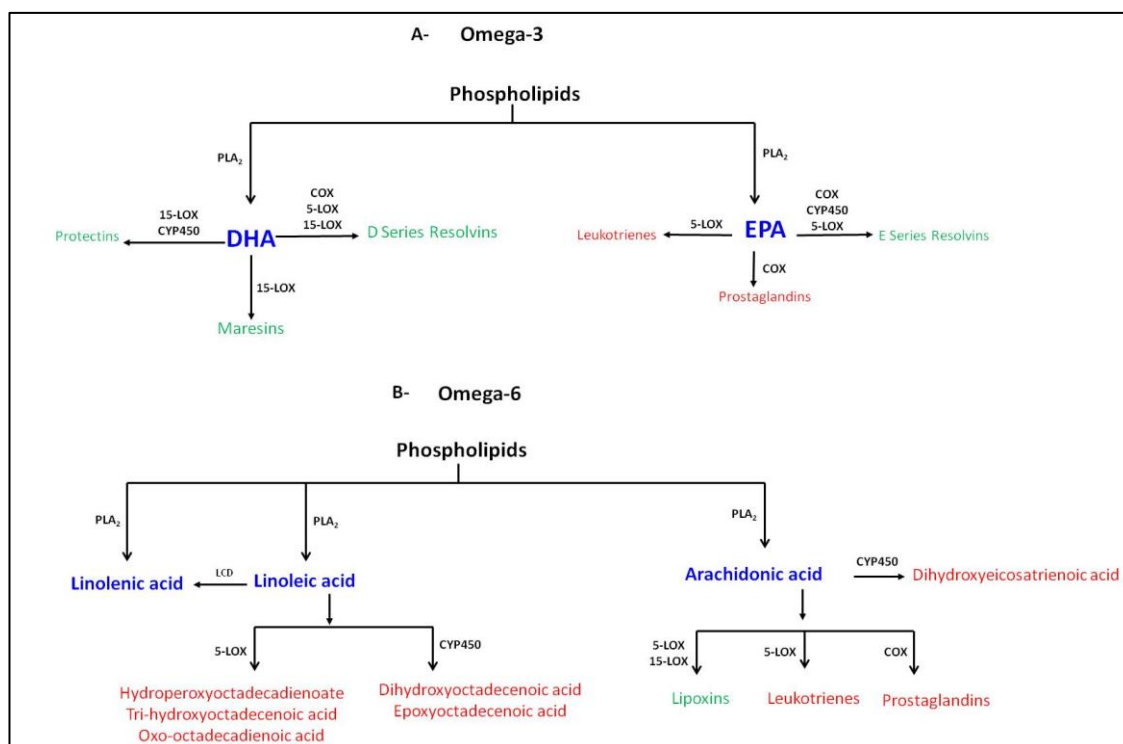 A- Omega-3
Phospholipids
PLA₂
PLA₂
15-LOX
CYP450
COX
5-LOX
15-LOX
5-LOX
COX
CYP450
5-LOX
Protectins
DHA
D Series Resolvins
Leukotrienes
EPA
E Series Resolvins
15-LOX
COX
Maresins
Prostaglandins
B- Omega-6
Phospholipids
PLA₂
PLA₂
PLA₂
Linolenic acid
LCD
Linoleic acid
Arachidonic acid
CYP450
Dihydroxyeicosatrienoic acid
5-LOX
CYP450
5-LOX
15-LOX
5-LOX
COX
Hydroperoxyoctadecadienoate
Tri-hydroxyoctadecenoic acid
Oxo-octadecadienoic acid
Dihydroxyoctadecenoic acid
Epoxyoctadecenoic acid
Lipoxins
Leukotrienes
Prostaglandins